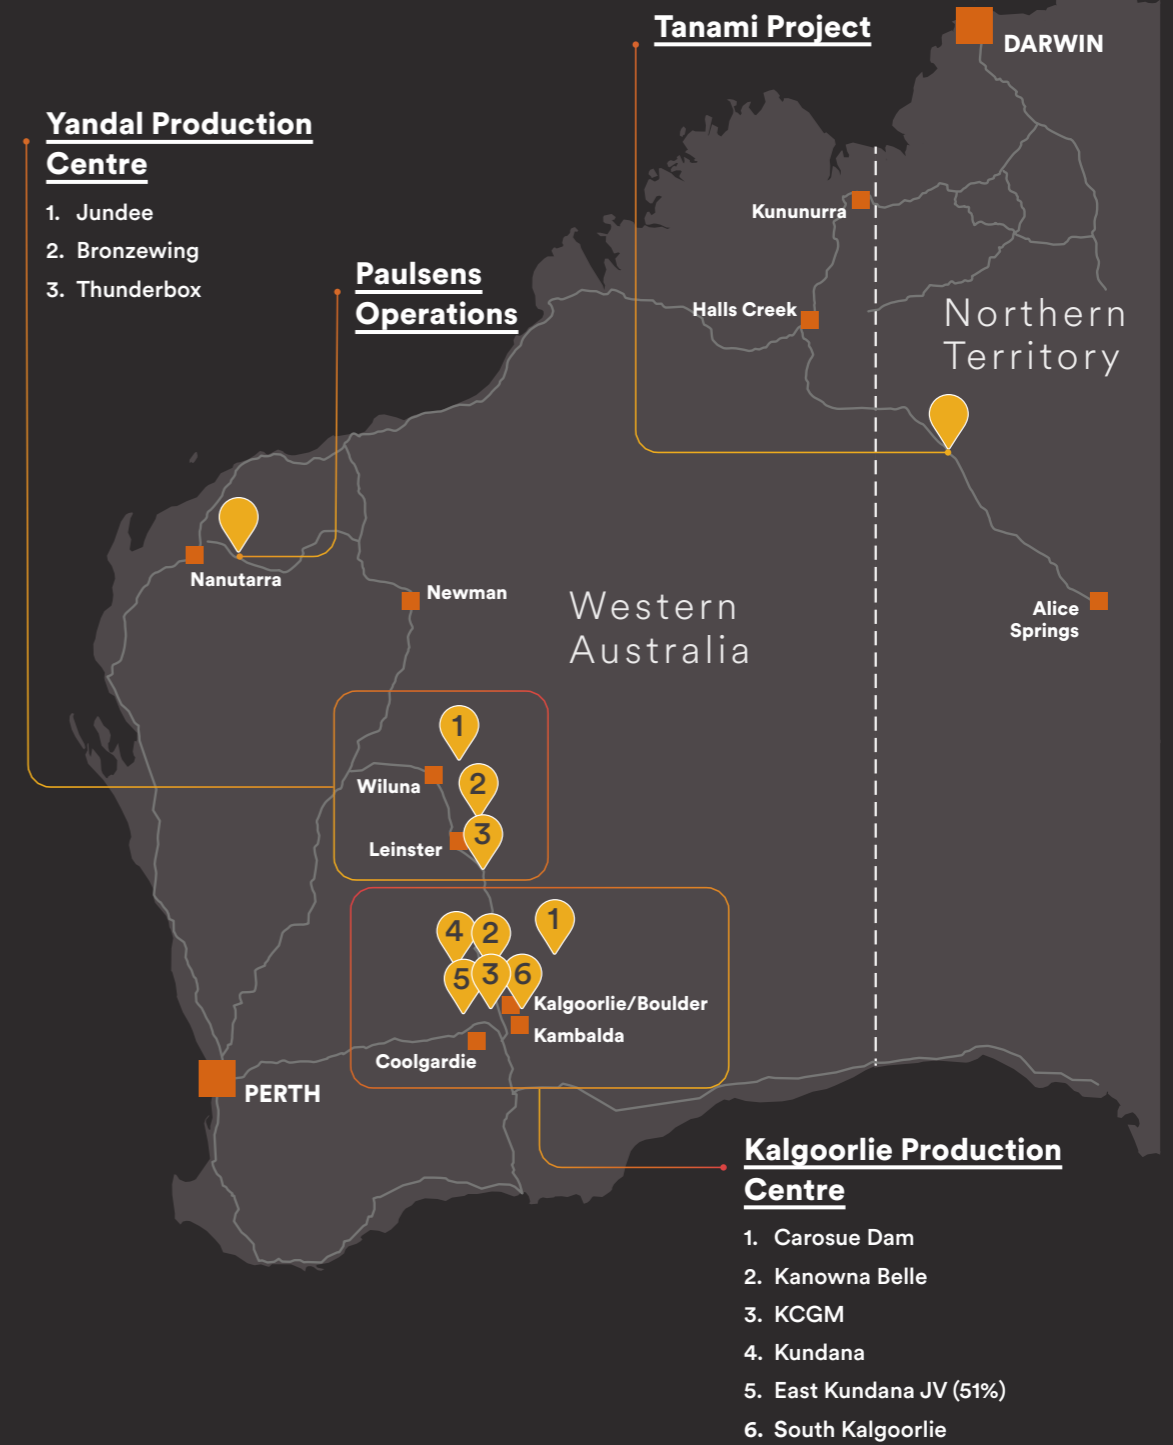 Tanami Project
DARWIN
Yandal Production
Centre
1. Jundee
2. Bronzewing
3. Thunderbox
Kununurra
Paulsens
Operations
Halls Creek
Northern
Territory
Nanutarra
Newman
Western
Australia
Alice
Springs
1
Wiluna
2
3
Leinster
1
4
2
5
3
6
Kalgoorlie/Boulder
Kambalda
Coolgardie
PERTH
Kalgoorlie Production
Centre
1. Carosue Dam
2. Kanowna Belle
3. KCGM
4. Kundana
5. East Kundana JV (51%)
6. South Kalgoorlie